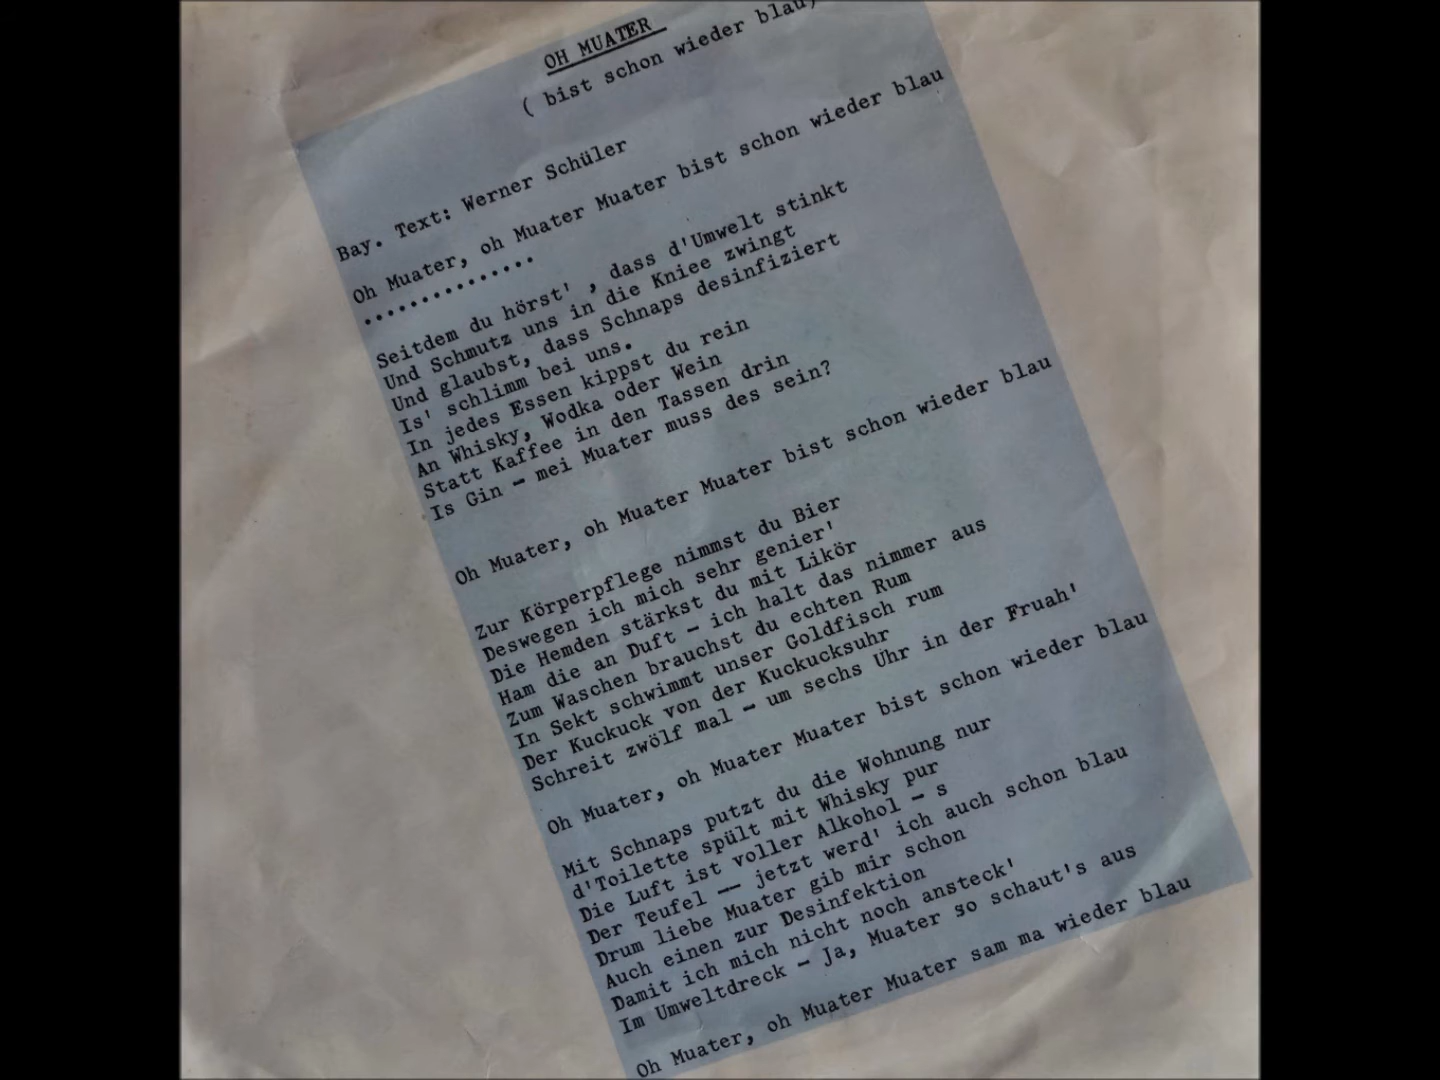 OH MUATER
( bist schon wieder blau)
Bay. Text: Werner Schüler
Oh Muater, oh Muater Muater bist schon wieder blau
...............
Seitdem du hörst' , dass d'Umwelt stinkt
Und Schmutz uns in die Kniee zwingt
Und glaubst, dass Schnaps desinfiziert
Is' schlimm bei uns.
In jedes Essen kippst du rein
An Whisky, Wodka oder Wein
Statt Kaffee in den Tassen drin
Is Gin - mei Muater muss des sein?
Oh Muater, oh Muater Muater bist schon wieder blau
Zur Körperpflege nimmst du Bier
Deswegen ich mich sehr genier'
Die Hemden stärkst du mit Likör
Ham die an Duft - ich halt das nimmer aus
Zum Waschen brauchst du echten Rum
In Sekt schwimmt unser Goldfisch rum
Der Kuckuck von der Kuckucksuhr
Schreit zwölf mal - um sechs Uhr in der Fruah'
Oh Muater, oh Muater Muater bist schon wieder blau
Mit Schnaps putzt du die Wohnung nur
d'Toilette spült mit Whisky pur
Die Luft ist voller Alkohol - s
Der Teufel -- jetzt werd' ich auch schon blau
Drum liebe Muater gib mir schon
Auch einen zur Desinfektion
Damit ich mich nicht noch ansteck'
Im Umweltdreck - Ja, Muater so schaut's aus
Oh Muater, oh Muater Muater sam ma wieder blau